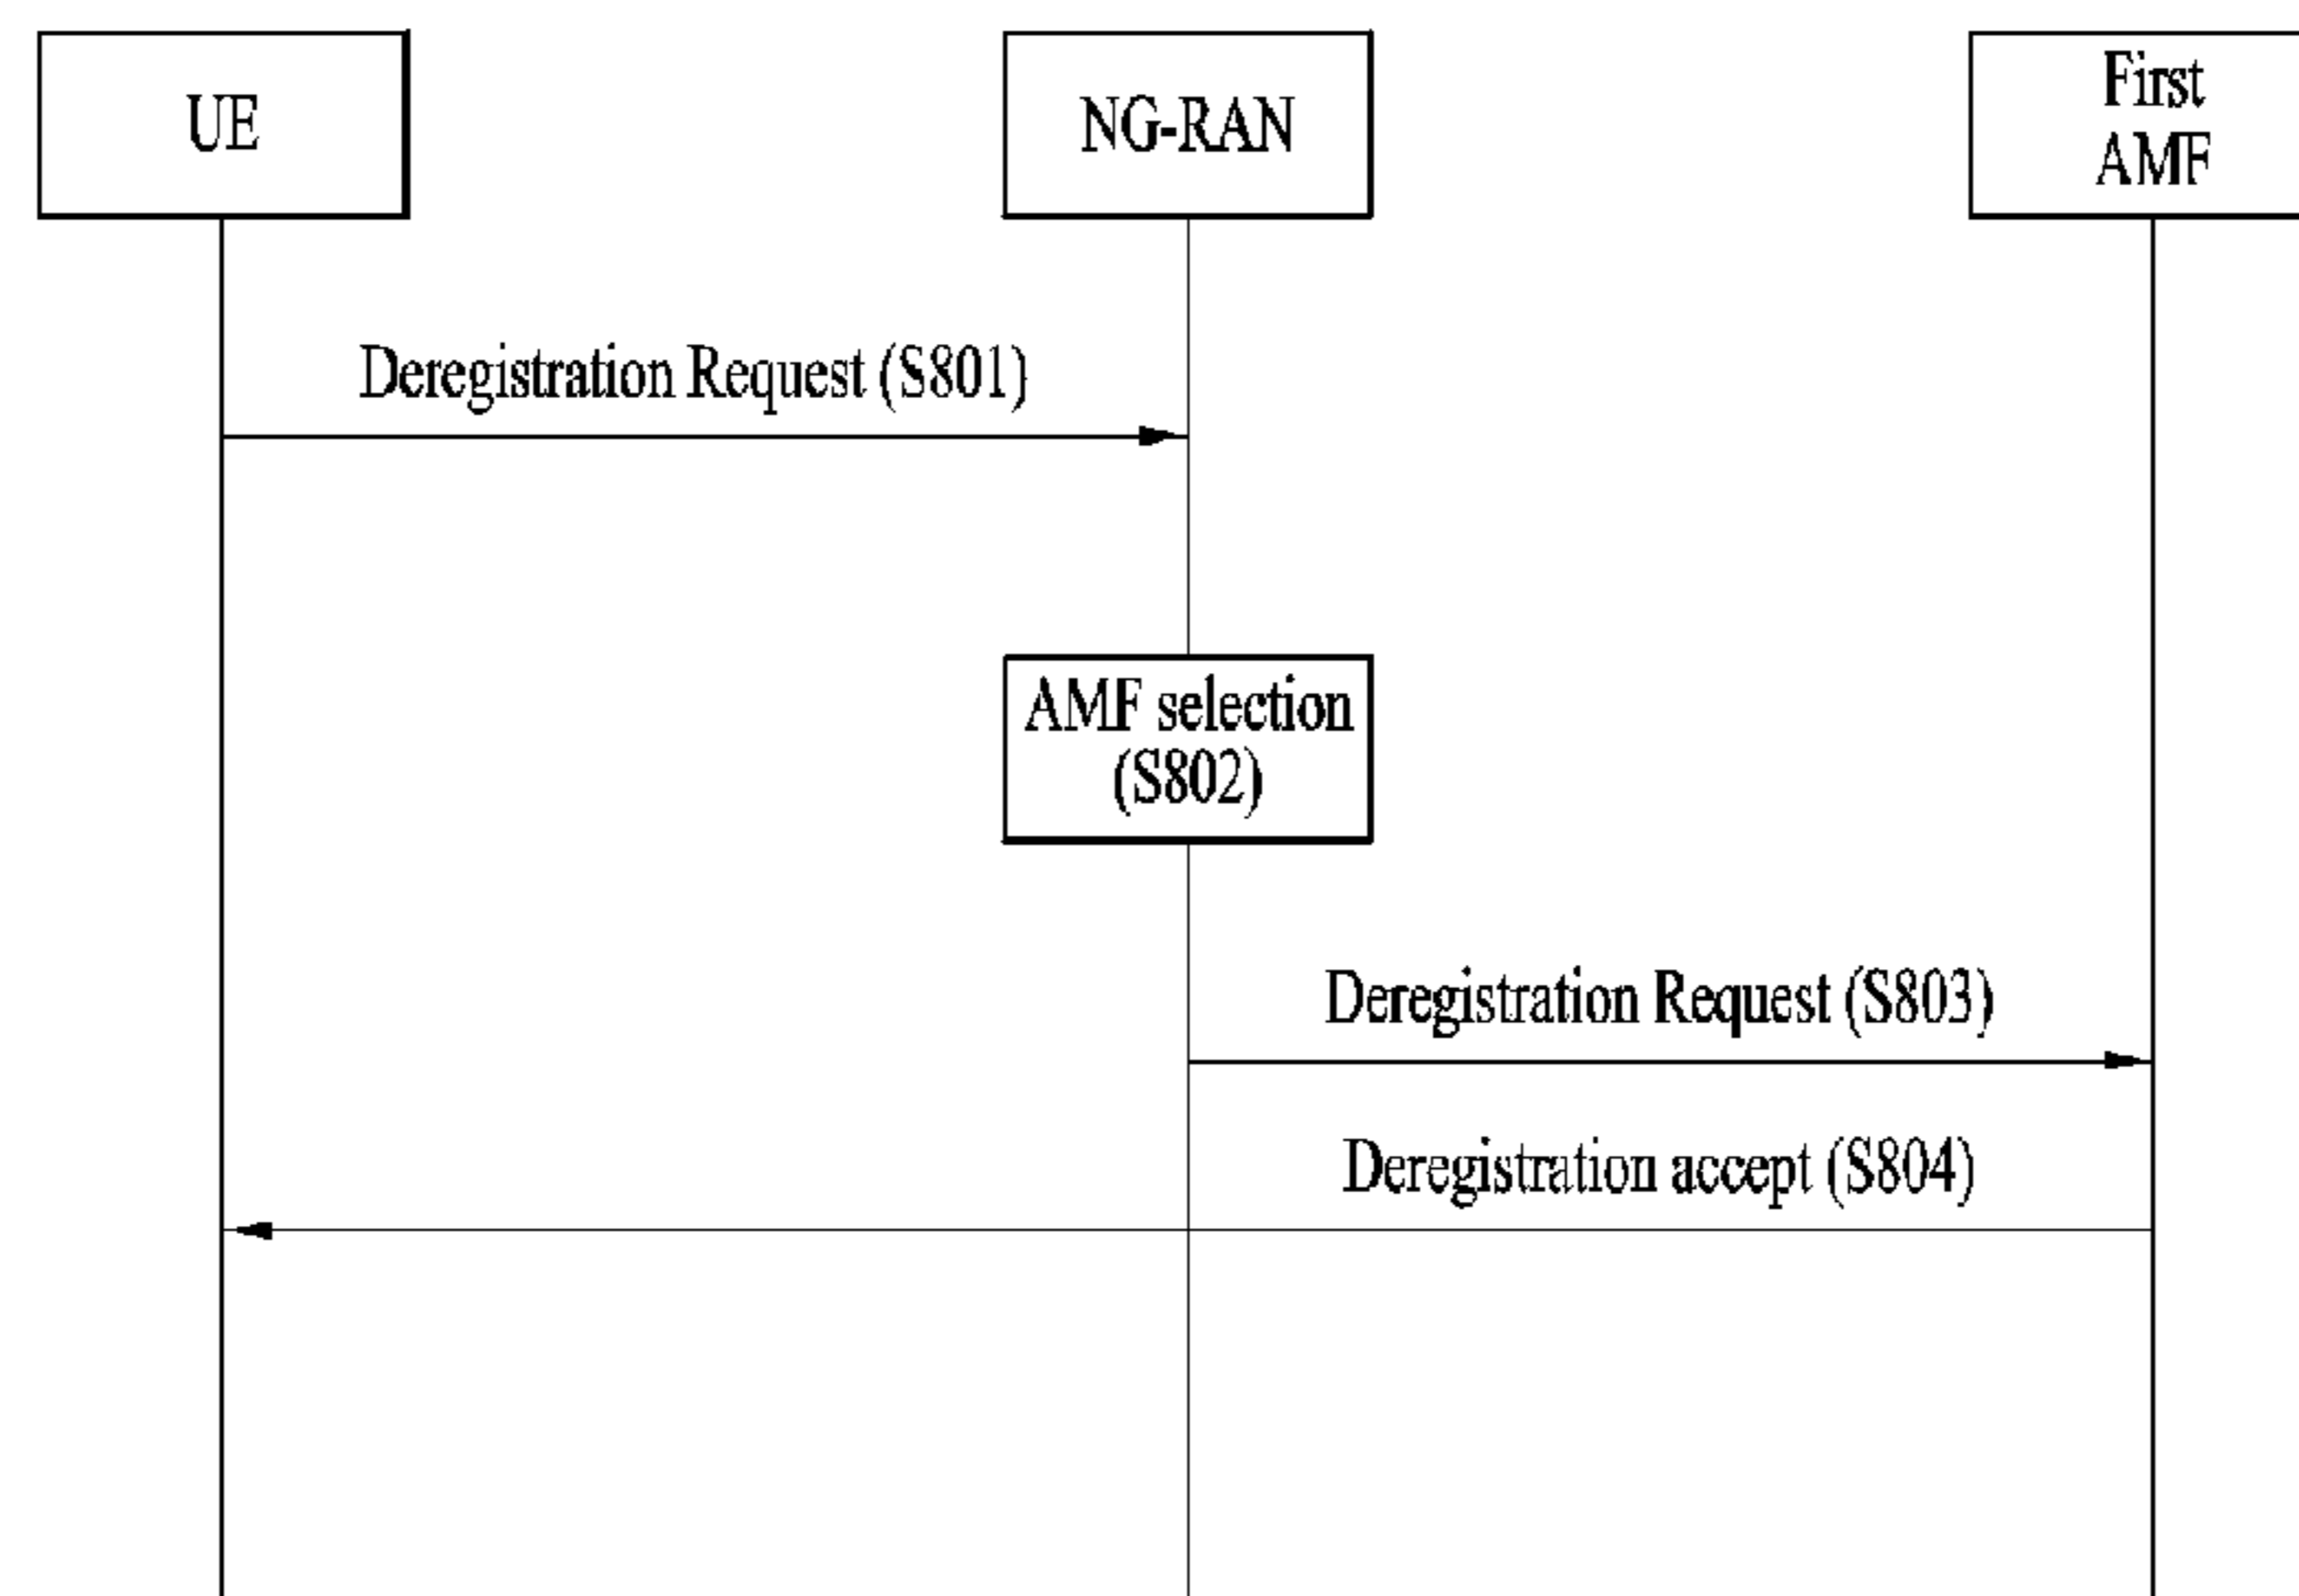 UE
NG-RAN
First
AMF
Deregistration Request (S801)
AMF selection
(S802)
Deregistration Request (S803)
Deregistration accept (S804)